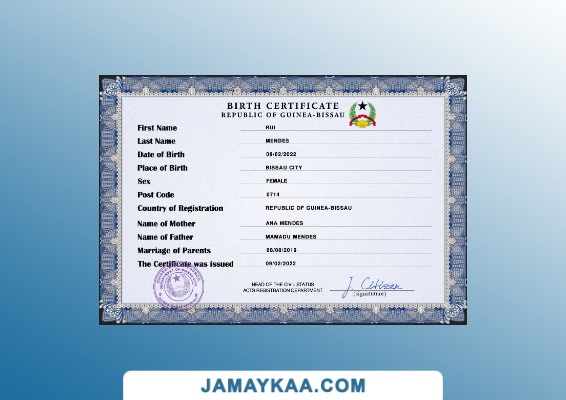 BIRTH CERTIFICATE
REPUBLIC OF GUINEA-BISSAU
First Name RUI
Last Name MENDES
Date of Birth 08/02/2022
Place of Birth BISSAU CITY
Sex FEMALE
Post Code 0714
Country of Registration REPUBLIC OF GUINEA-BISSAU
Name of Mother ANA MENDES
Name of Father MAMADU MENDES
Marriage of Parents 06/08/2019
The Certificate was issued 09/02/2022
HEAD OF THE CIVIL STATUS
ACTS REGISTRATION DEPARTMENT J. Citizen
(Signature)
JAMAYKAA.COM